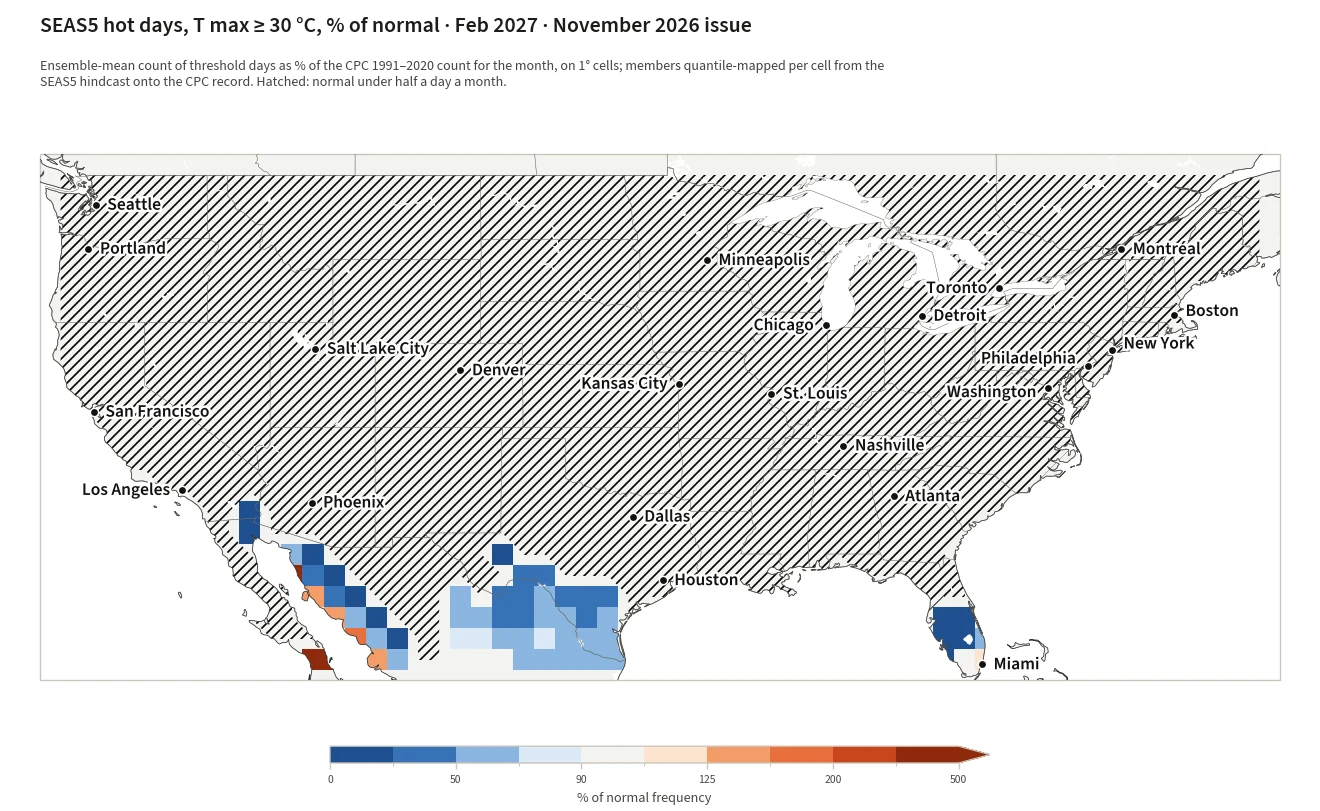 SEAS5 hot days, T max ≥ 30 °C, % of normal · Feb 2027 · November 2026 issue
Ensemble-mean count of threshold days as % of the CPC 1991–2020 count for the month, on 1° cells; members quantile-mapped per cell from the
SEAS5 hindcast onto the CPC record. Hatched: normal under half a day a month.
Seattle
Portland
Montréal
Minneapolis
Toronto
Boston
Detroit
Chicago
New York
Salt Lake City
Philadelphia
Denver
Kansas City
Washington
St. Louis
San Francisco
Nashville
Los Angeles
Phoenix
Atlanta
Dallas
Houston
Miami
0 50 90 125 200 500
% of normal frequency